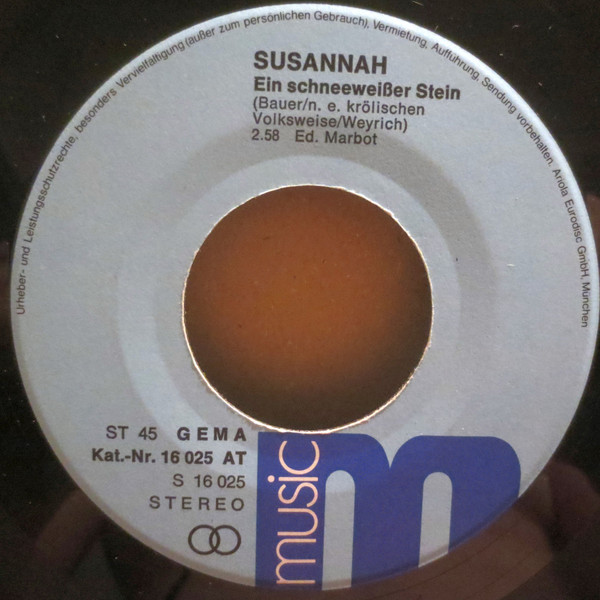 Urheber- und Leistungsschutzrechte, besonders Vervielfältigung (außer zum persönlichen Gebrauch), Vermietung, Aufführung, Sendung vorbehalten. Ariola Eurodisc GmbH, München
SUSANNAH
Ein schneeweißer Stein
(Bauer/n. e. krölischen
Volksweise/Weyrich)
2.58 Ed. Marbot
ST 45 GEMA
Kat.-Nr. 16 025 AT
S 16 025
STEREO
music
m